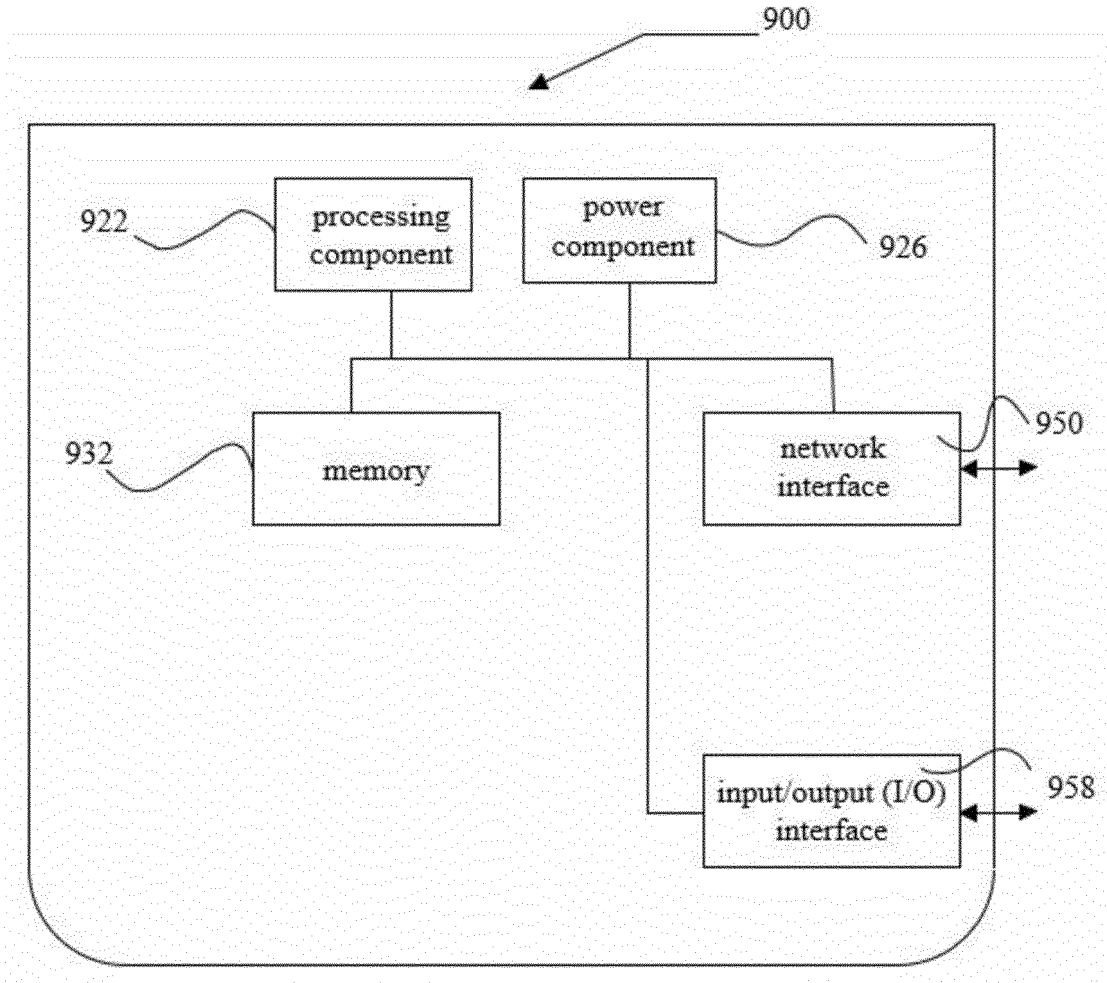 900
922
processing
component
power
component
926
932
memory
network
interface
950
input/output (I/O)
interface
958